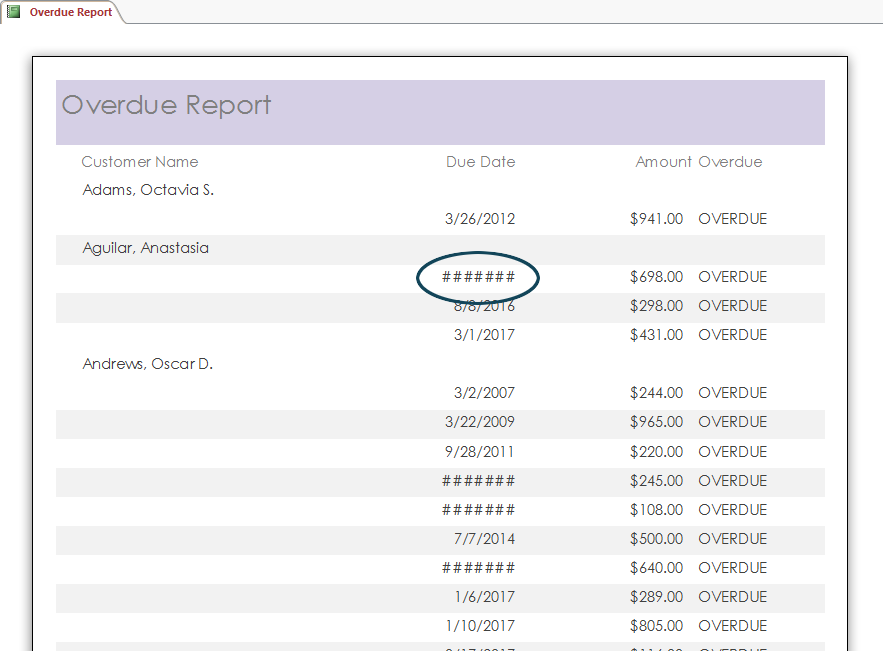 Overdue Report
Overdue Report
Customer Name Due Date Amount Overdue
Adams, Octavia S.
3/26/2012 $941.00 OVERDUE
Aguilar, Anastasia
####### $698.00 OVERDUE
8/8/2016 $298.00 OVERDUE
3/1/2017 $431.00 OVERDUE
Andrews, Oscar D.
3/2/2007 $244.00 OVERDUE
3/22/2009 $965.00 OVERDUE
9/28/2011 $220.00 OVERDUE
####### $245.00 OVERDUE
####### $108.00 OVERDUE
7/7/2014 $500.00 OVERDUE
####### $640.00 OVERDUE
1/6/2017 $289.00 OVERDUE
1/10/2017 $805.00 OVERDUE